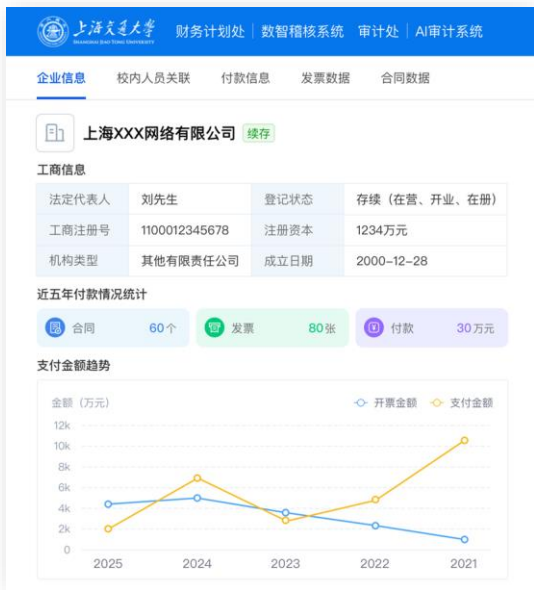 上海交通大学 财务计划处 | 数智稽核系统 审计处 | AI审计系统
SHANGHAI JIAO TONG UNIVERSITY
企业信息 校内人员关联 付款信息 发票数据 合同数据
上海XXX网络有限公司 续存
工商信息
法定代表人 刘先生 登记状态 存续（在营、开业、在册）
工商注册号 1100012345678 注册资本 1234万元
机构类型 其他有限责任公司 成立日期 2000-12-28
近五年付款情况统计
合同 60个 发票 80张 付款 30万元
支付金额趋势
金额（万元） 开票金额 支付金额
12k
10k
8k
6k
4k
2k
0
2025 2024 2023 2022 2021